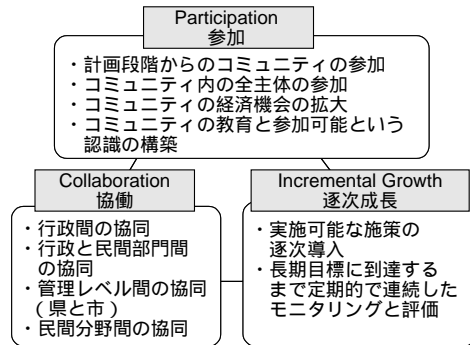 Participation
参加
・計画段階からのコミュニティの参加
・コミュニティ内の全主体の参加
・コミュニティの経済機会の拡大
・コミュニティの教育と参加可能という
認識の構築
Collaboration
協働
・行政間の協同
・行政と民間部門間
の協同
・管理レベル間の協同
(県と市)
・民間分野間の協同
Incremental Growth
逐次成長
・実施可能な施策の
逐次導入
・長期目標に到達する
まで定期的で連続した
モニタリングと評価